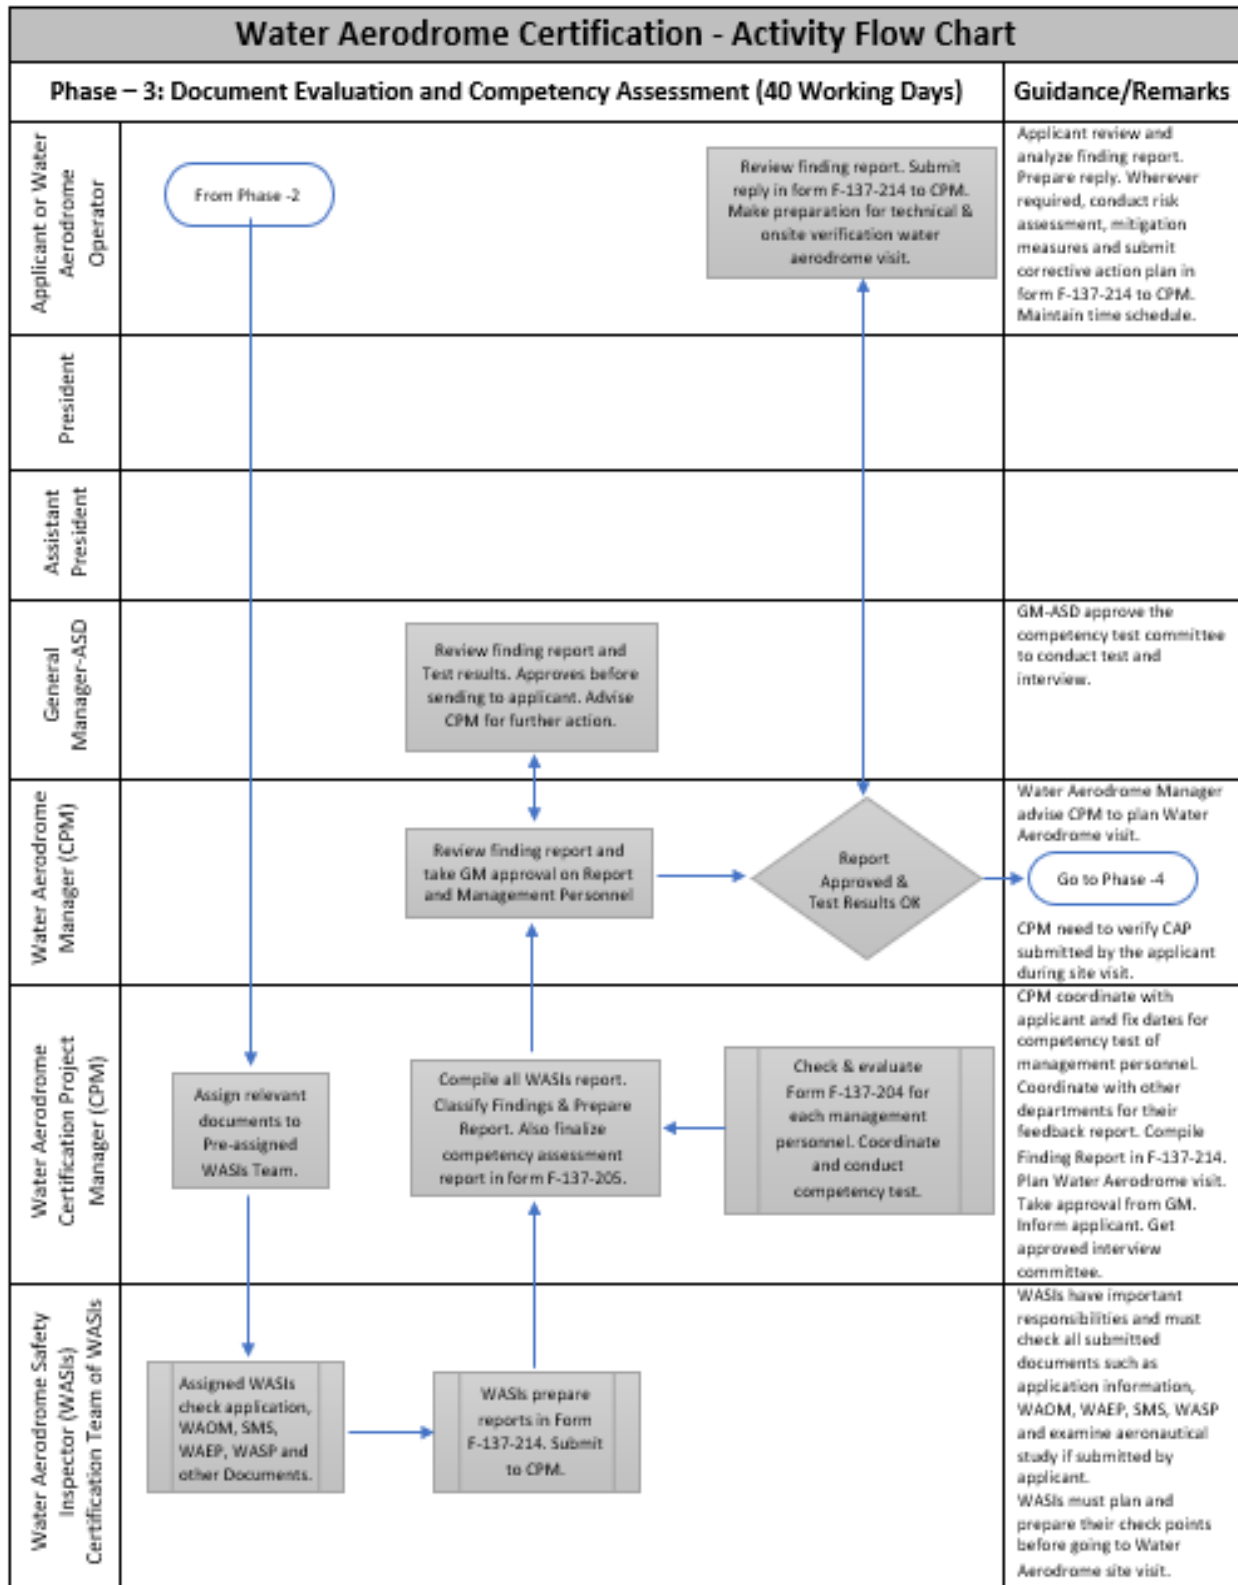 Water Aerodrome Certification - Activity Flow Chart
Phase – 3: Document Evaluation and Competency Assessment (40 Working Days)
Guidance/Remarks
Applicant or Water
Aerodrome
Operator
From Phase -2
Review finding report. Submit
reply in form F-137-214 to CPM.
Make preparation for technical &
onsite verification water
aerodrome visit.
Applicant review and
analyze finding report.
Prepare reply. Wherever
required, conduct risk
assessment, mitigation
measures and submit
corrective action plan in
form F-137-214 to CPM.
Maintain time schedule.
President
Assistant
President
General
Manager-ASD
Review finding report and
Test results. Approves before
sending to applicant. Advise
CPM for further action.
GM-ASD approve the
competency test committee
to conduct test and
interview.
Water Aerodrome
Manager (CPM)
Review finding report and
take GM approval on Report
and Management Personnel
Report
Approved &
Test Results OK
Water Aerodrome Manager
advise CPM to plan Water
Aerodrome visit.
Go to Phase -4
CPM need to verify CAP
submitted by the applicant
during site visit.
Water Aerodrome
Certification Project
Manager (CPM)
Assign relevant
documents to
Pre-assigned
WASIs Team.
Compile all WASIs report.
Classify Findings & Prepare
Report. Also finalize
competency assessment
report in form F-137-205.
Check & evaluate
Form F-137-204 for
each management
personnel. Coordinate
and conduct
competency test.
CPM coordinate with
applicant and fix dates for
competency test of
management personnel.
Coordinate with other
departments for their
feedback report. Compile
Finding Report in F-137-214.
Plan Water Aerodrome visit.
Take approval from GM.
Inform applicant. Get
approved interview
committee.
Water Aerodrome Safety
Inspector (WASIs)
Certification Team of WASIs
Assigned WASIs
check application,
WAOM, SMS,
WAEP, WASP and
other Documents.
WASIs prepare
reports in Form
F-137-214. Submit
to CPM.
WASIs have important
responsibilities and must
check all submitted
documents such as
application information,
WAOM, WAEP, SMS, WASP
and examine aeronautical
study if submitted by
applicant.
WASIs must plan and
prepare their check points
before going to Water
Aerodrome site visit.